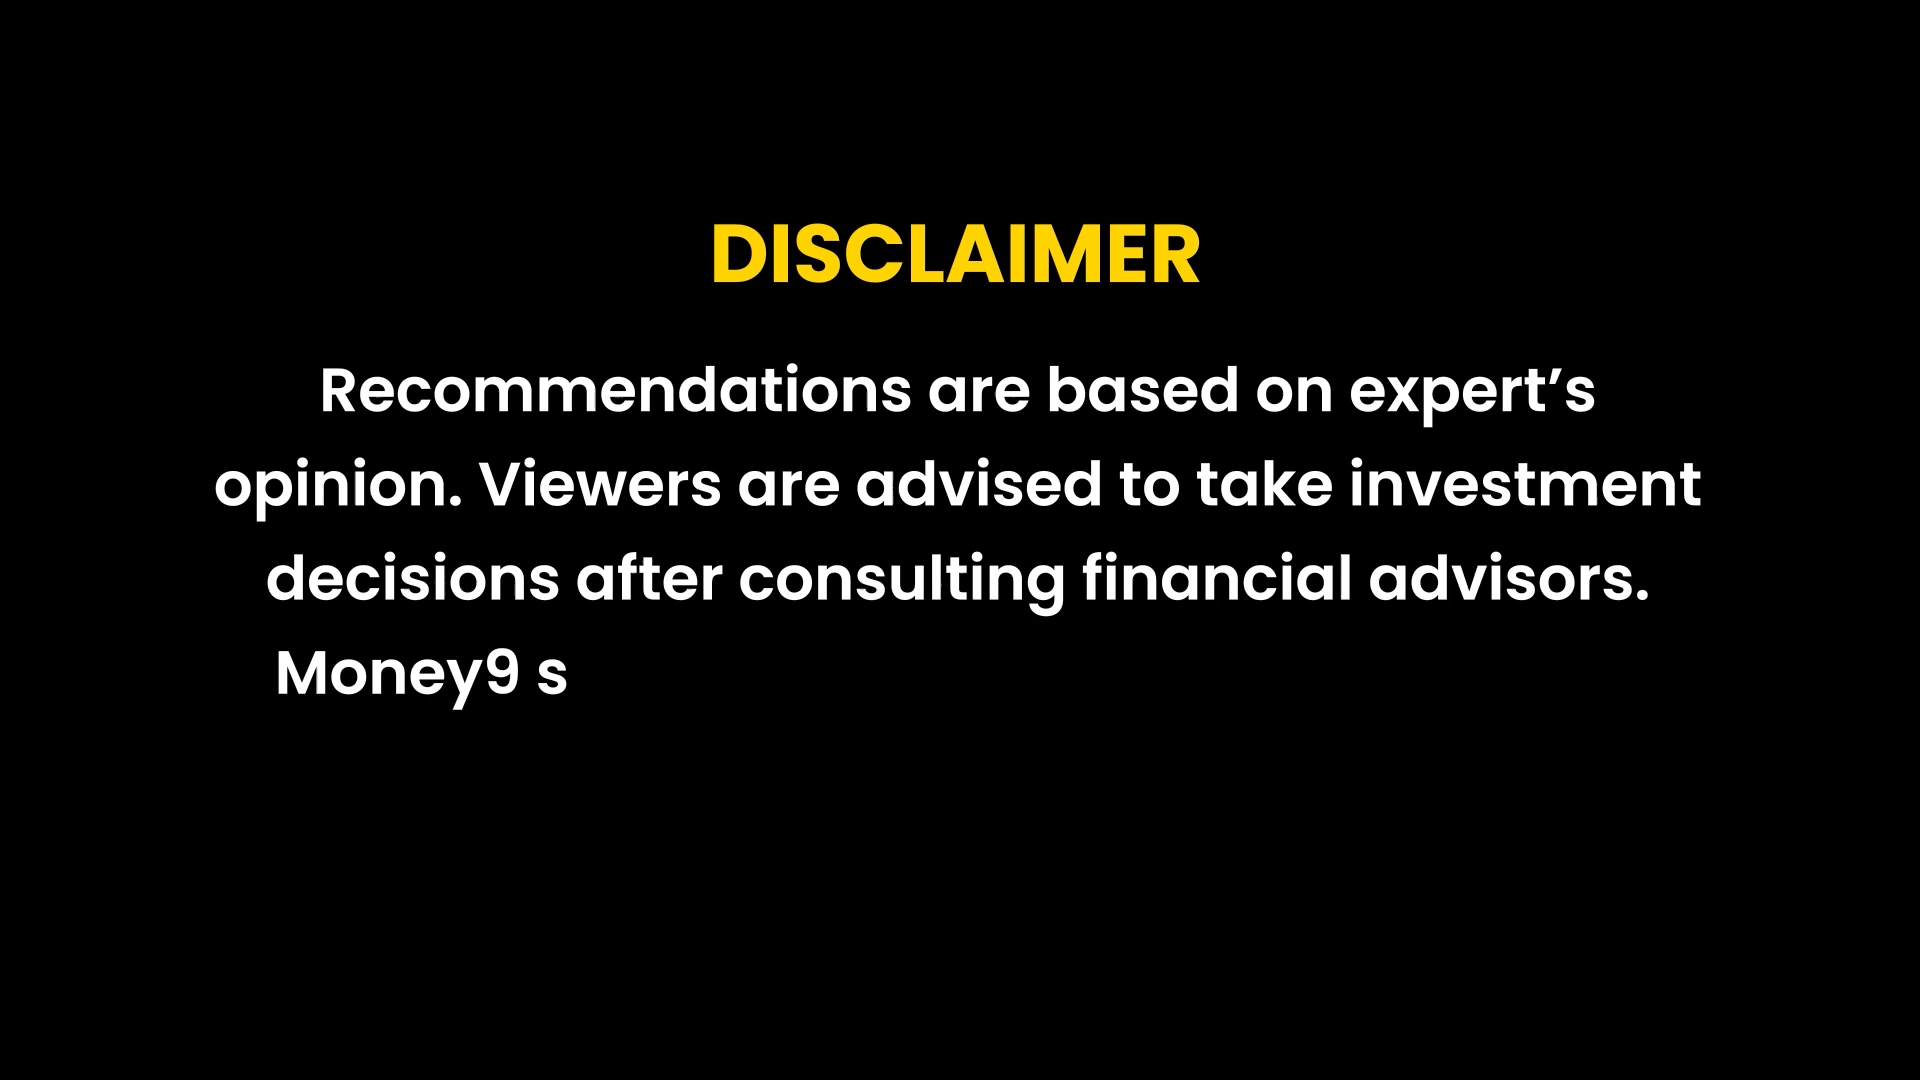 DISCLAIMER
Recommendations are based on expert’s
opinion. Viewers are advised to take investment
decisions after consulting financial advisors.
Money9 s